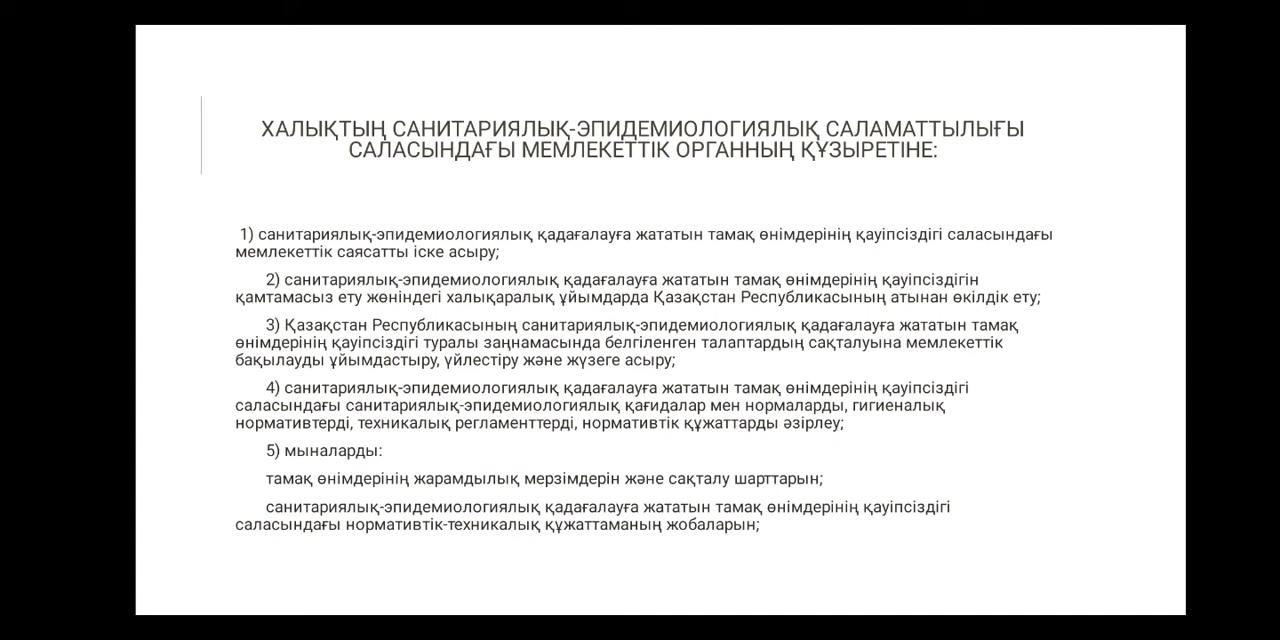 ХАЛЫҚТЫҢ САНИТАРИЯЛЫҚ-ЭПИДЕМИОЛОГИЯЛЫҚ САЛАМАТТЫЛЫҒЫ
САЛАСЫНДАҒЫ МЕМЛЕКЕТТІК ОРГАННЫҢ ҚҰЗЫРЕТІНЕ:
1) санитариялық-эпидемиологиялық қадағалауға жататын тамақ өнімдерінің қауіпсіздігі саласындағы
мемлекеттік саясатты іске асыру;
2) санитариялық-эпидемиологиялық қадағалауға жататын тамақ өнімдерінің қауіпсіздігін
қамтамасыз ету жөніндегі халықаралық ұйымдарда Қазақстан Республикасының атынан өкілдік ету;
3) Қазақстан Республикасының санитариялық-эпидемиологиялық қадағалауға жататын тамақ
өнімдерінің қауіпсіздігі туралы заңнамасында белгіленген талаптардың сақталуына мемлекеттік
бақылауды ұйымдастыру, үйлестіру және жүзеге асыру;
4) санитариялық-эпидемиологиялық қадағалауға жататын тамақ өнімдерінің қауіпсіздігі
саласындағы санитариялық-эпидемиологиялық қағидалар мен нормаларды, гигиеналық
нормативтерді, техникалық регламенттерді, нормативтік құжаттарды әзірлеу;
5) мыналарды:
тамақ өнімдерінің жарамдылық мерзімдерін және сақталу шарттарын;
санитариялық-эпидемиологиялық қадағалауға жататын тамақ өнімдерінің қауіпсіздігі
саласындағы нормативтік-техникалық құжаттаманың жобаларын;